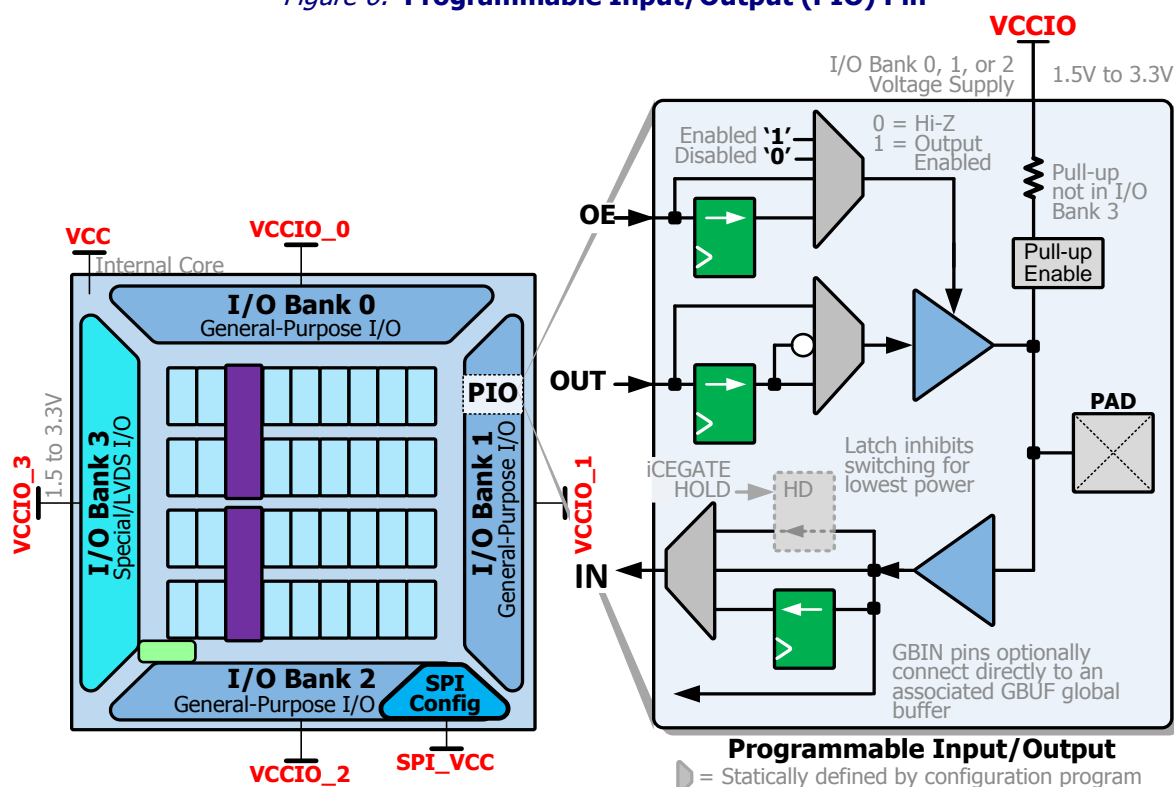 VCCIO
I/O Bank 0, 1, or 2
Voltage Supply
1.5V to 3.3V
Enabled ‘1’
Disabled ‘0’
0 = Hi-Z
1 = Output
Enabled
Pull-up
not in I/O
Bank 3
OE
Pull-up
Enable
VCC
VCCIO_0
Internal Core
I/O Bank 0
General-Purpose I/O
OUT
PIO
PAD
1.5 to 3.3V
VCCIO_3
I/O Bank 3
Special/LVDS I/O
I/O Bank 1
General-Purpose I/O
VCCIO_1
iCEGATE
HOLD
HD
Latch inhibits
switching for
lowest power
IN
GBIN pins optionally
connect directly to an
associated GBUF global
buffer
I/O Bank 2
General-Purpose I/O
SPI
Config
VCCIO_2
SPI_VCC
Programmable Input/Output
= Statically defined by configuration program